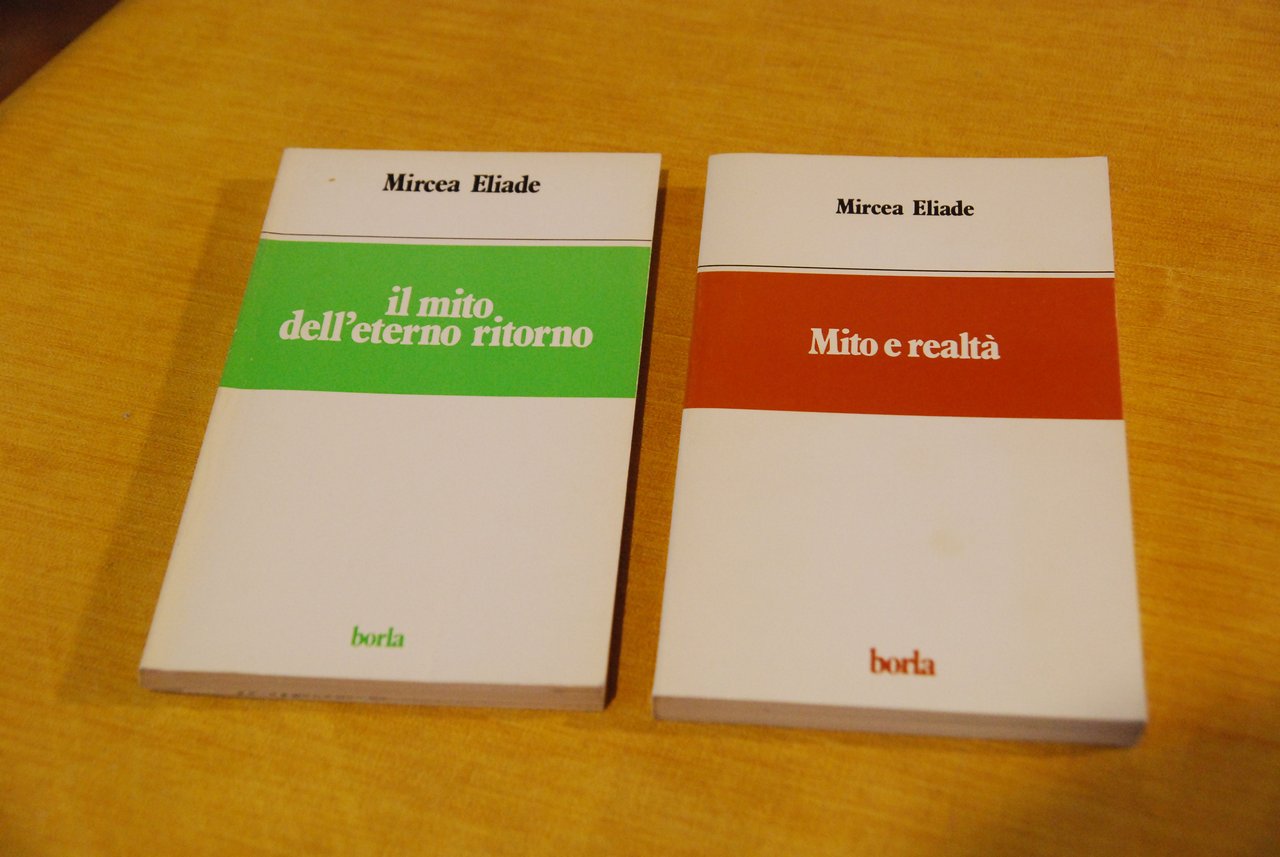 Mircea Eliade
il mito
dell'eterno ritorno
borla
Mircea Eliade
Mito e realtà
borla